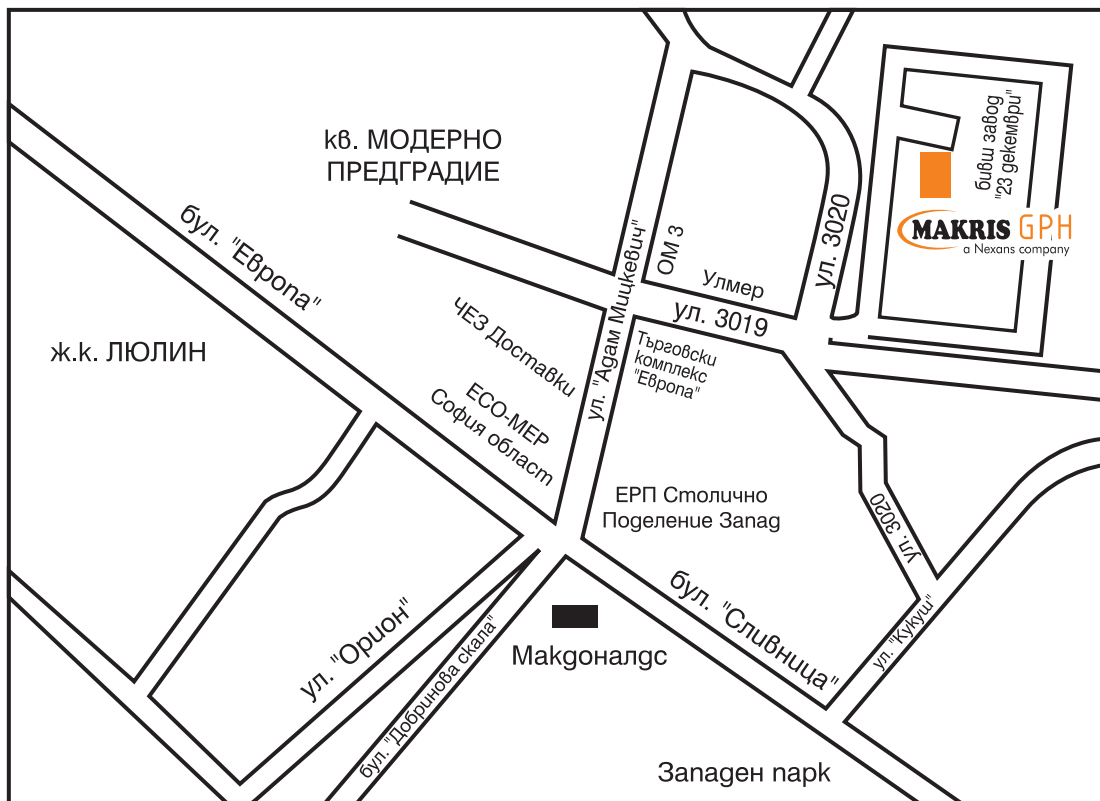 кв. МОДЕРНО
ПРЕДГРАДИЕ
бивш завод
"23 декември"
MAKRIS GPH
a Nexans company
бул. "Европа"
ул. "Адам Мицкевич"
ОМ 3
ул. 3020
Улмер
ул. 3019
ж.к. ЛЮЛИН
ЧЕЗ Доставки
Търговски
комплекс
"Европа"
ЕСО-МЕР
София област
ЕРП Столично
Поделение Запад
ул. 3020
бул. "Сливница"
ул. "Кукуш"
ул. "Орион"
бул. "Добринова скала"
Макдоналдс
Западен парк